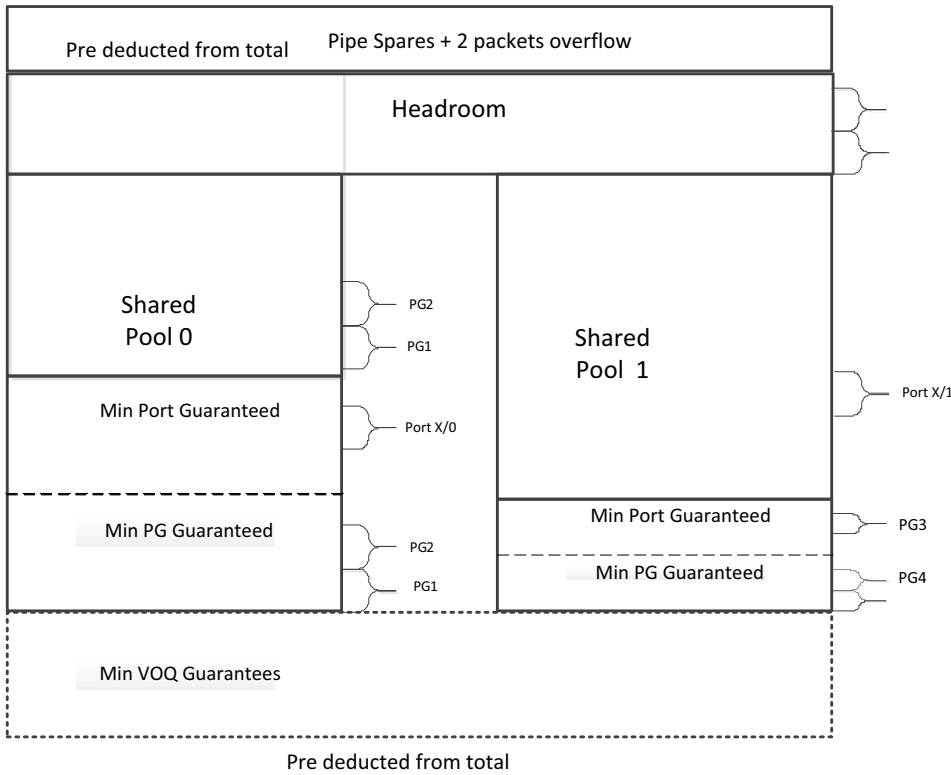 Pre deducted from total
Pipe Spares + 2 packets overflow
Headroom
Shared
Pool 0
PG2
PG1
Shared
Pool 1
Port X/1
Min Port Guaranteed
Port X/0
Min PG Guaranteed
PG2
PG1
Min Port Guaranteed
PG3
Min PG Guaranteed
PG4
Min VOQ Guarantees
Pre deducted from total